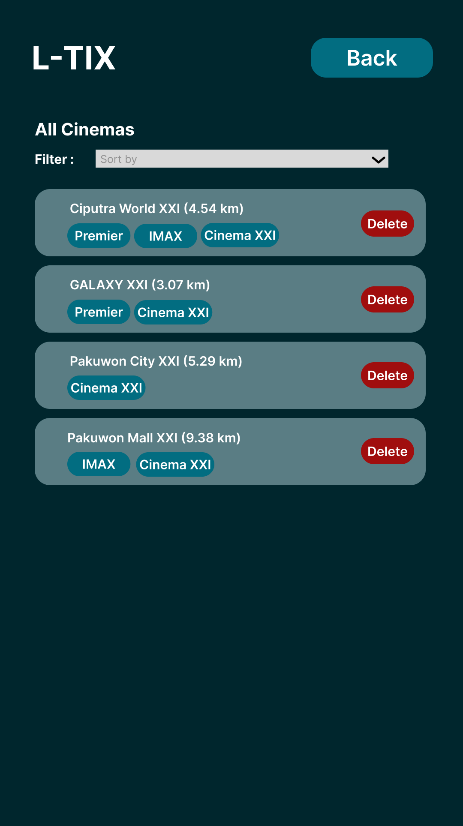 L-TIX
Back
All Cinemas
Filter :
Sort by
Ciputra World XXI (4.54 km)
Premier
IMAX
Cinema XXI
Delete
GALAXY XXI (3.07 km)
Premier
Cinema XXI
Delete
Pakuwon City XXI (5.29 km)
Cinema XXI
Delete
Pakuwon Mall XXI (9.38 km)
IMAX
Cinema XXI
Delete